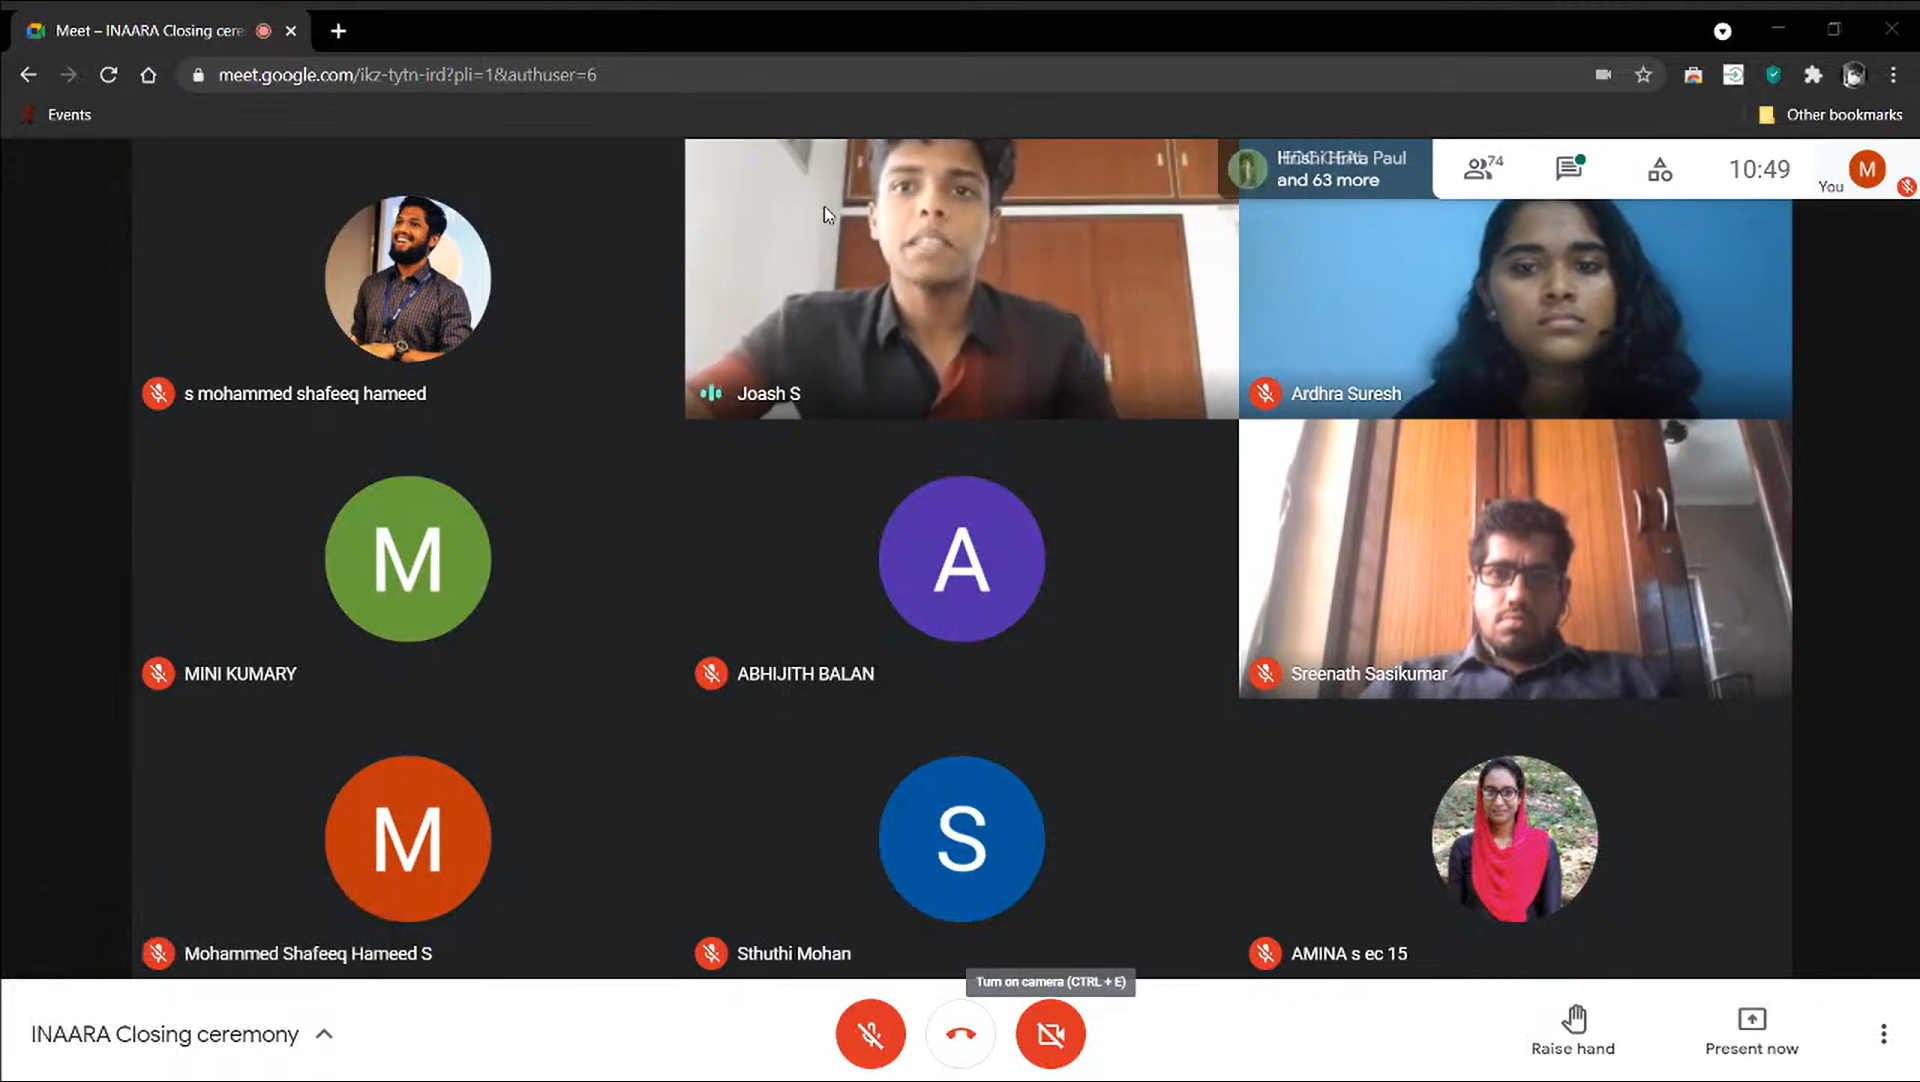 Meet – INAARA Closing cere
meet.google.com/ikz-tytn-ird?pli=1&authuser=6
Events
Other bookmarks
Paul
and 63 more
74
10:49
You
M
s mohammed shafeeq hameed
Joash S
Ardhra Suresh
M
A
MINI KUMARY
ABHIJITH BALAN
Sreenath Sasikumar
M
S
Mohammed Shafeeq Hameed S
Sthuthi Mohan
AMINA s ec 15
Turn on camera (CTRL + E)
INAARA Closing ceremony
Raise hand
Present now